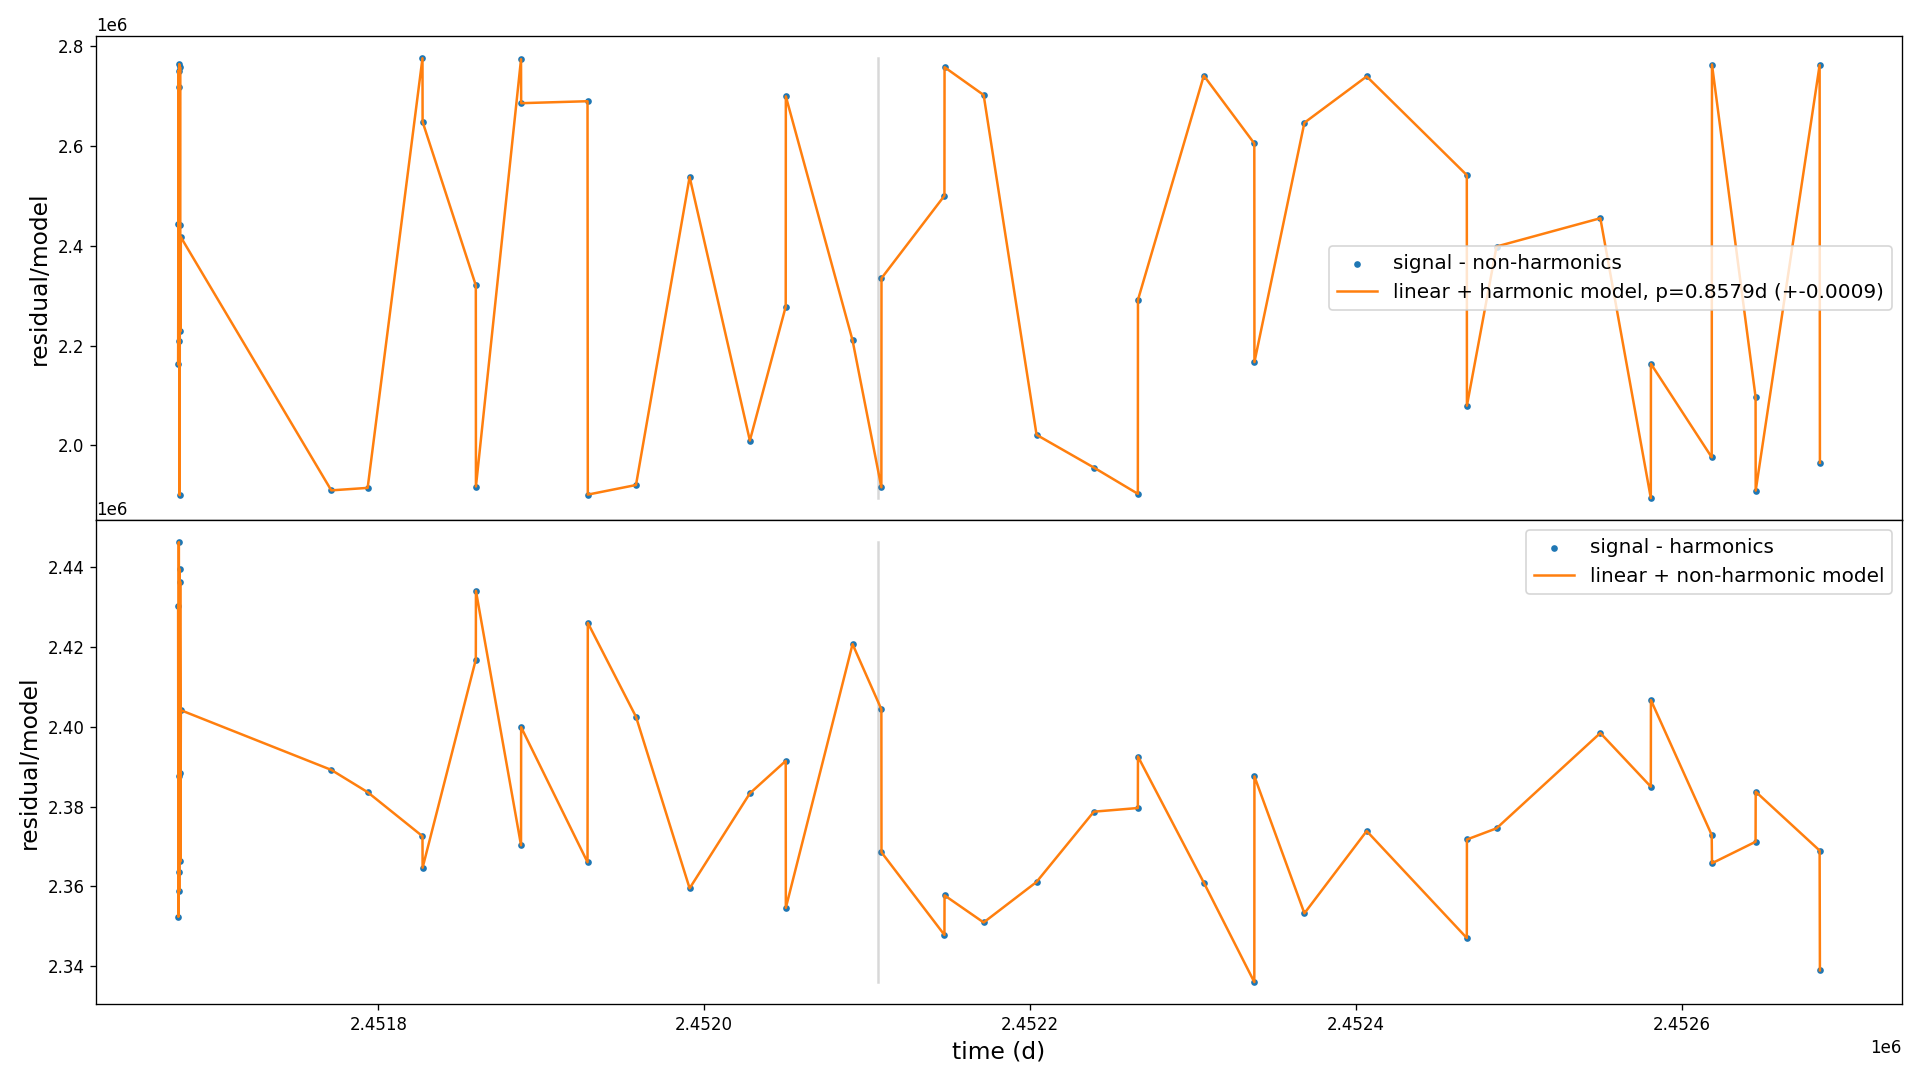 1e6
2.8
2.6
2.4
2.2
2.0
residual/model
signal - non-harmonics
linear + harmonic model, p=0.8579d (+-0.0009)
1e6
2.44
2.42
2.40
2.38
2.36
2.34
residual/model
signal - harmonics
linear + non-harmonic model
2.4518 2.4520 2.4522 2.4524 2.4526
time (d)
1e6